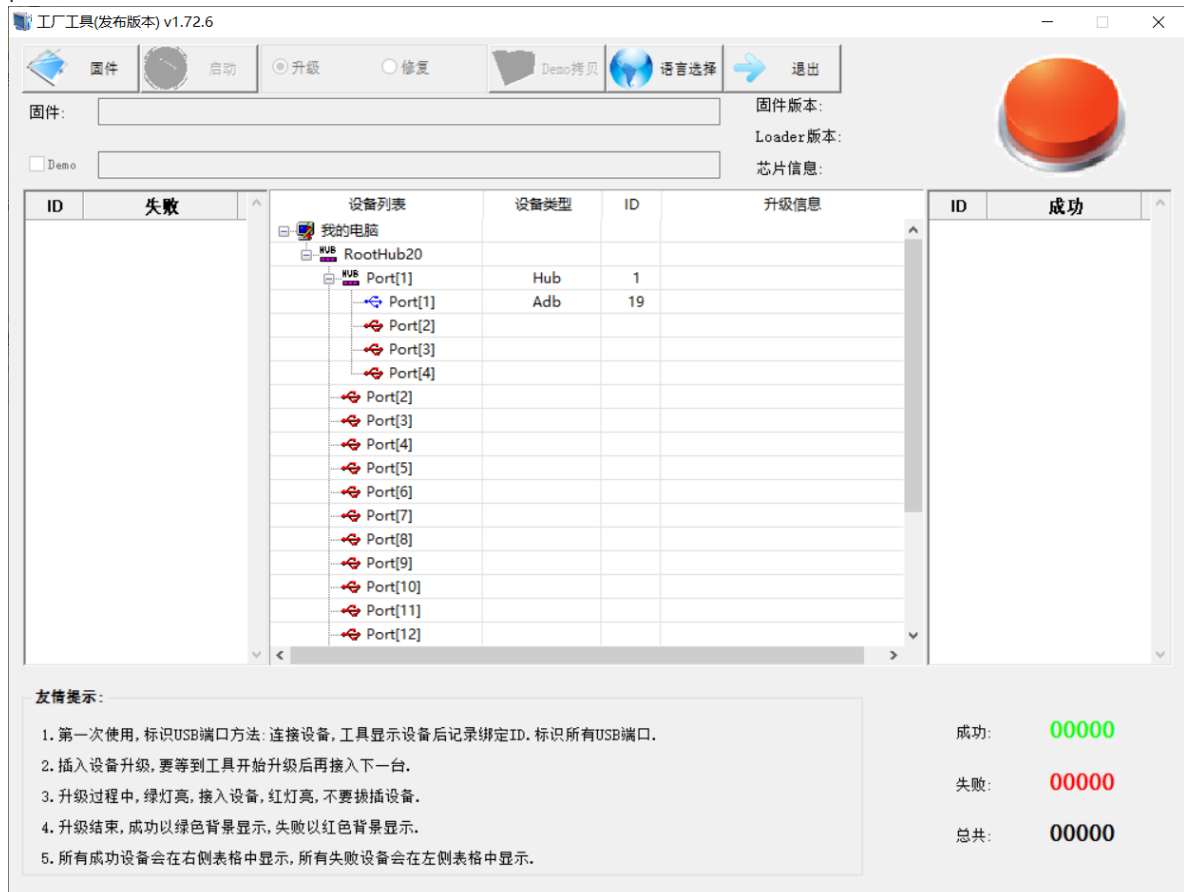 工厂工具(发布版本) v1.72.6
固件 启动 升级 修复 Demo拷贝 语言选择 退出
固件: 固件版本:
Loader版本:
Demo 芯片信息:
ID 失败 设备列表 设备类型 ID 升级信息 ID 成功
我的电脑
HUB RootHub20
HUB Port[1] Hub 1
Port[1] Adb 19
Port[2]
Port[3]
Port[4]
Port[2]
Port[3]
Port[4]
Port[5]
Port[6]
Port[7]
Port[8]
Port[9]
Port[10]
Port[11]
Port[12]
友情提示:
1.第一次使用,标识USB端口方法:连接设备,工具显示设备后记录绑定ID.标识所有USB端口.
2.插入设备升级,要等到工具开始升级后再接入下一台.
3.升级过程中,绿灯亮,接入设备,红灯亮,不要拔插设备.
4.升级结束,成功以绿色背景显示,失败以红色背景显示.
5.所有成功设备会在右侧表格中显示,所有失败设备会在左侧表格中显示.
成功: 00000
失败: 00000
总共: 00000